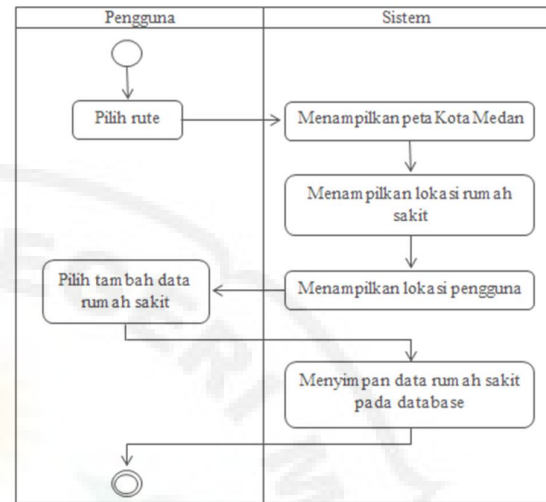 Pengguna
Sistem
Pilih rute
Menampilkan peta Kota Medan
Menampilkan lokasi rumah
sakit
Menampilkan lokasi pengguna
Pilih tambah data
rumah sakit
Menyimpan data rumah sakit
pada database